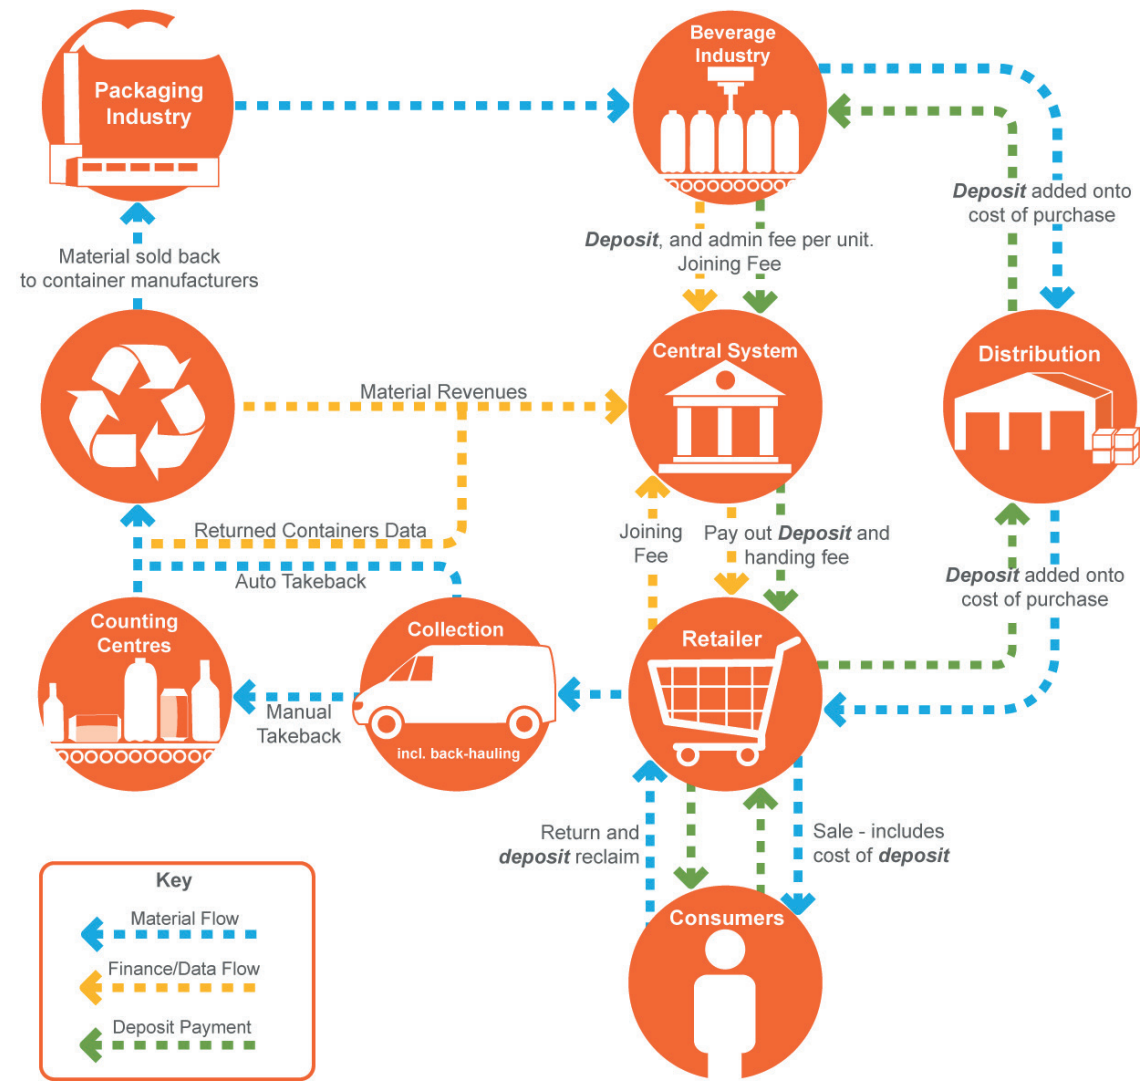 Packaging
Industry
Beverage
Industry
Deposit added onto
cost of purchase
Deposit, and admin fee per unit.
Joining Fee
Material sold back
to container manufacturers
Central System
Distribution
Material Revenues
Returned Containers Data
Auto Takeback
Joining
Fee
Pay out Deposit and
handing fee
Deposit added onto
cost of purchase
Counting
Centres
Collection
incl. back-hauling
Manual
Takeback
Retailer
Return and
deposit reclaim
Sale - includes
cost of deposit
Consumers
Key
Material Flow
Finance/Data Flow
Deposit Payment